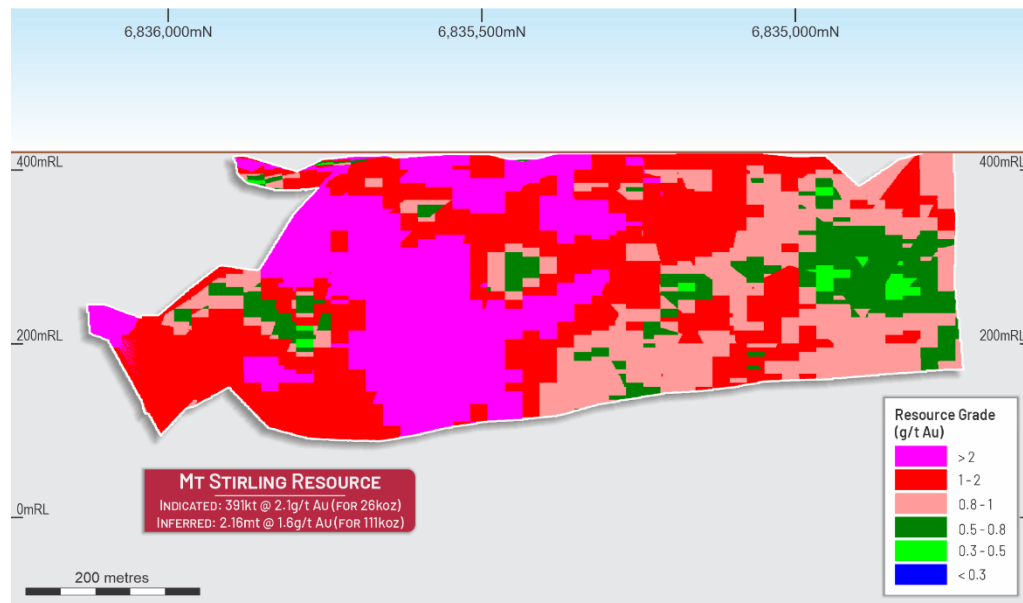 6,836,000mN
6,835,500mN
6,835,000mN
400mRL
400mRL
200mRL
200mRL
0mRL
0mRL
Mt Stirling Resource
Indicated: 391kt @ 2.1g/t Au (for 26koz)
Inferred: 2.16mt @ 1.6g/t Au (for 111koz)
200 metres
Resource Grade
(g/t Au)
> 2
1 - 2
0.8 - 1
0.5 - 0.8
0.3 - 0.5
< 0.3